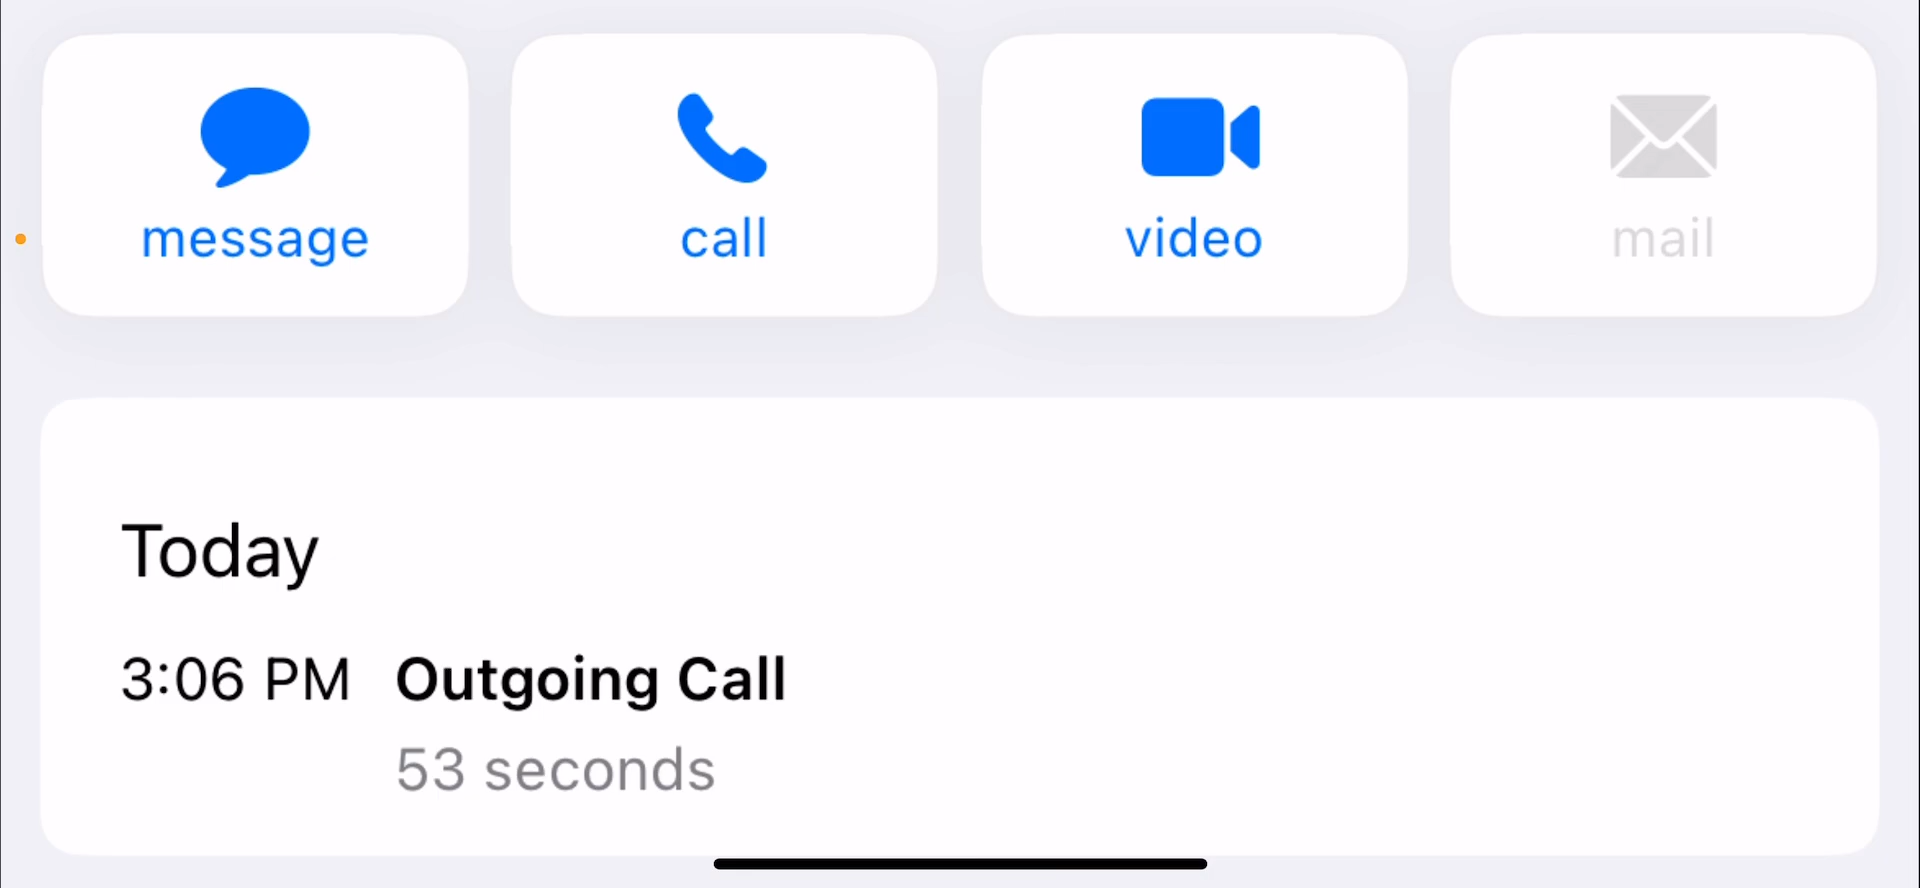 message
call
video
mail
Today
3:06 PM Outgoing Call
53 seconds